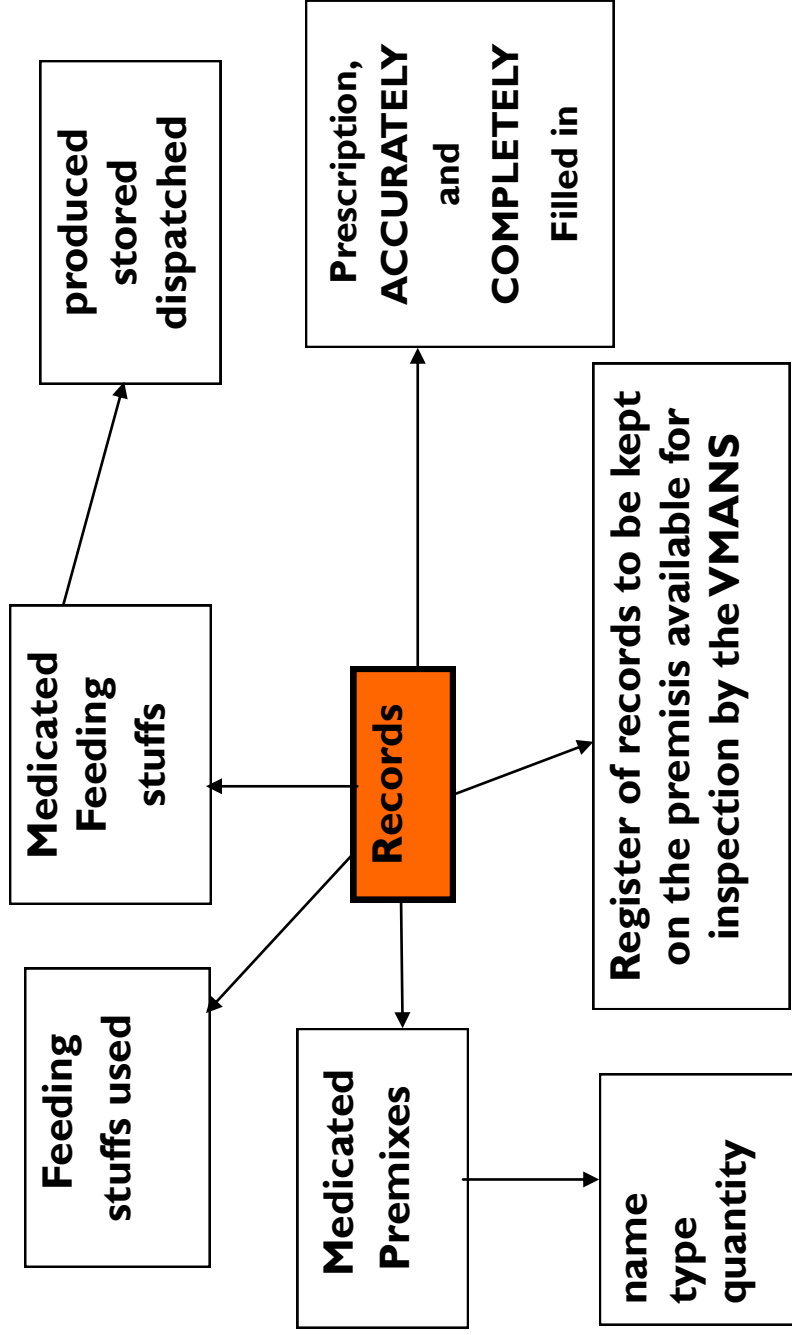 Feeding
stuffs used
Medicated
Feeding
stuffs
produced
stored
dispatched
Medicated
Premixes
Records
Prescription,
ACCURATELY
and
COMPLETELY
Filled in
name
type
quantity
Register of records to be kept
on the premisis available for
inspection by the VMANS